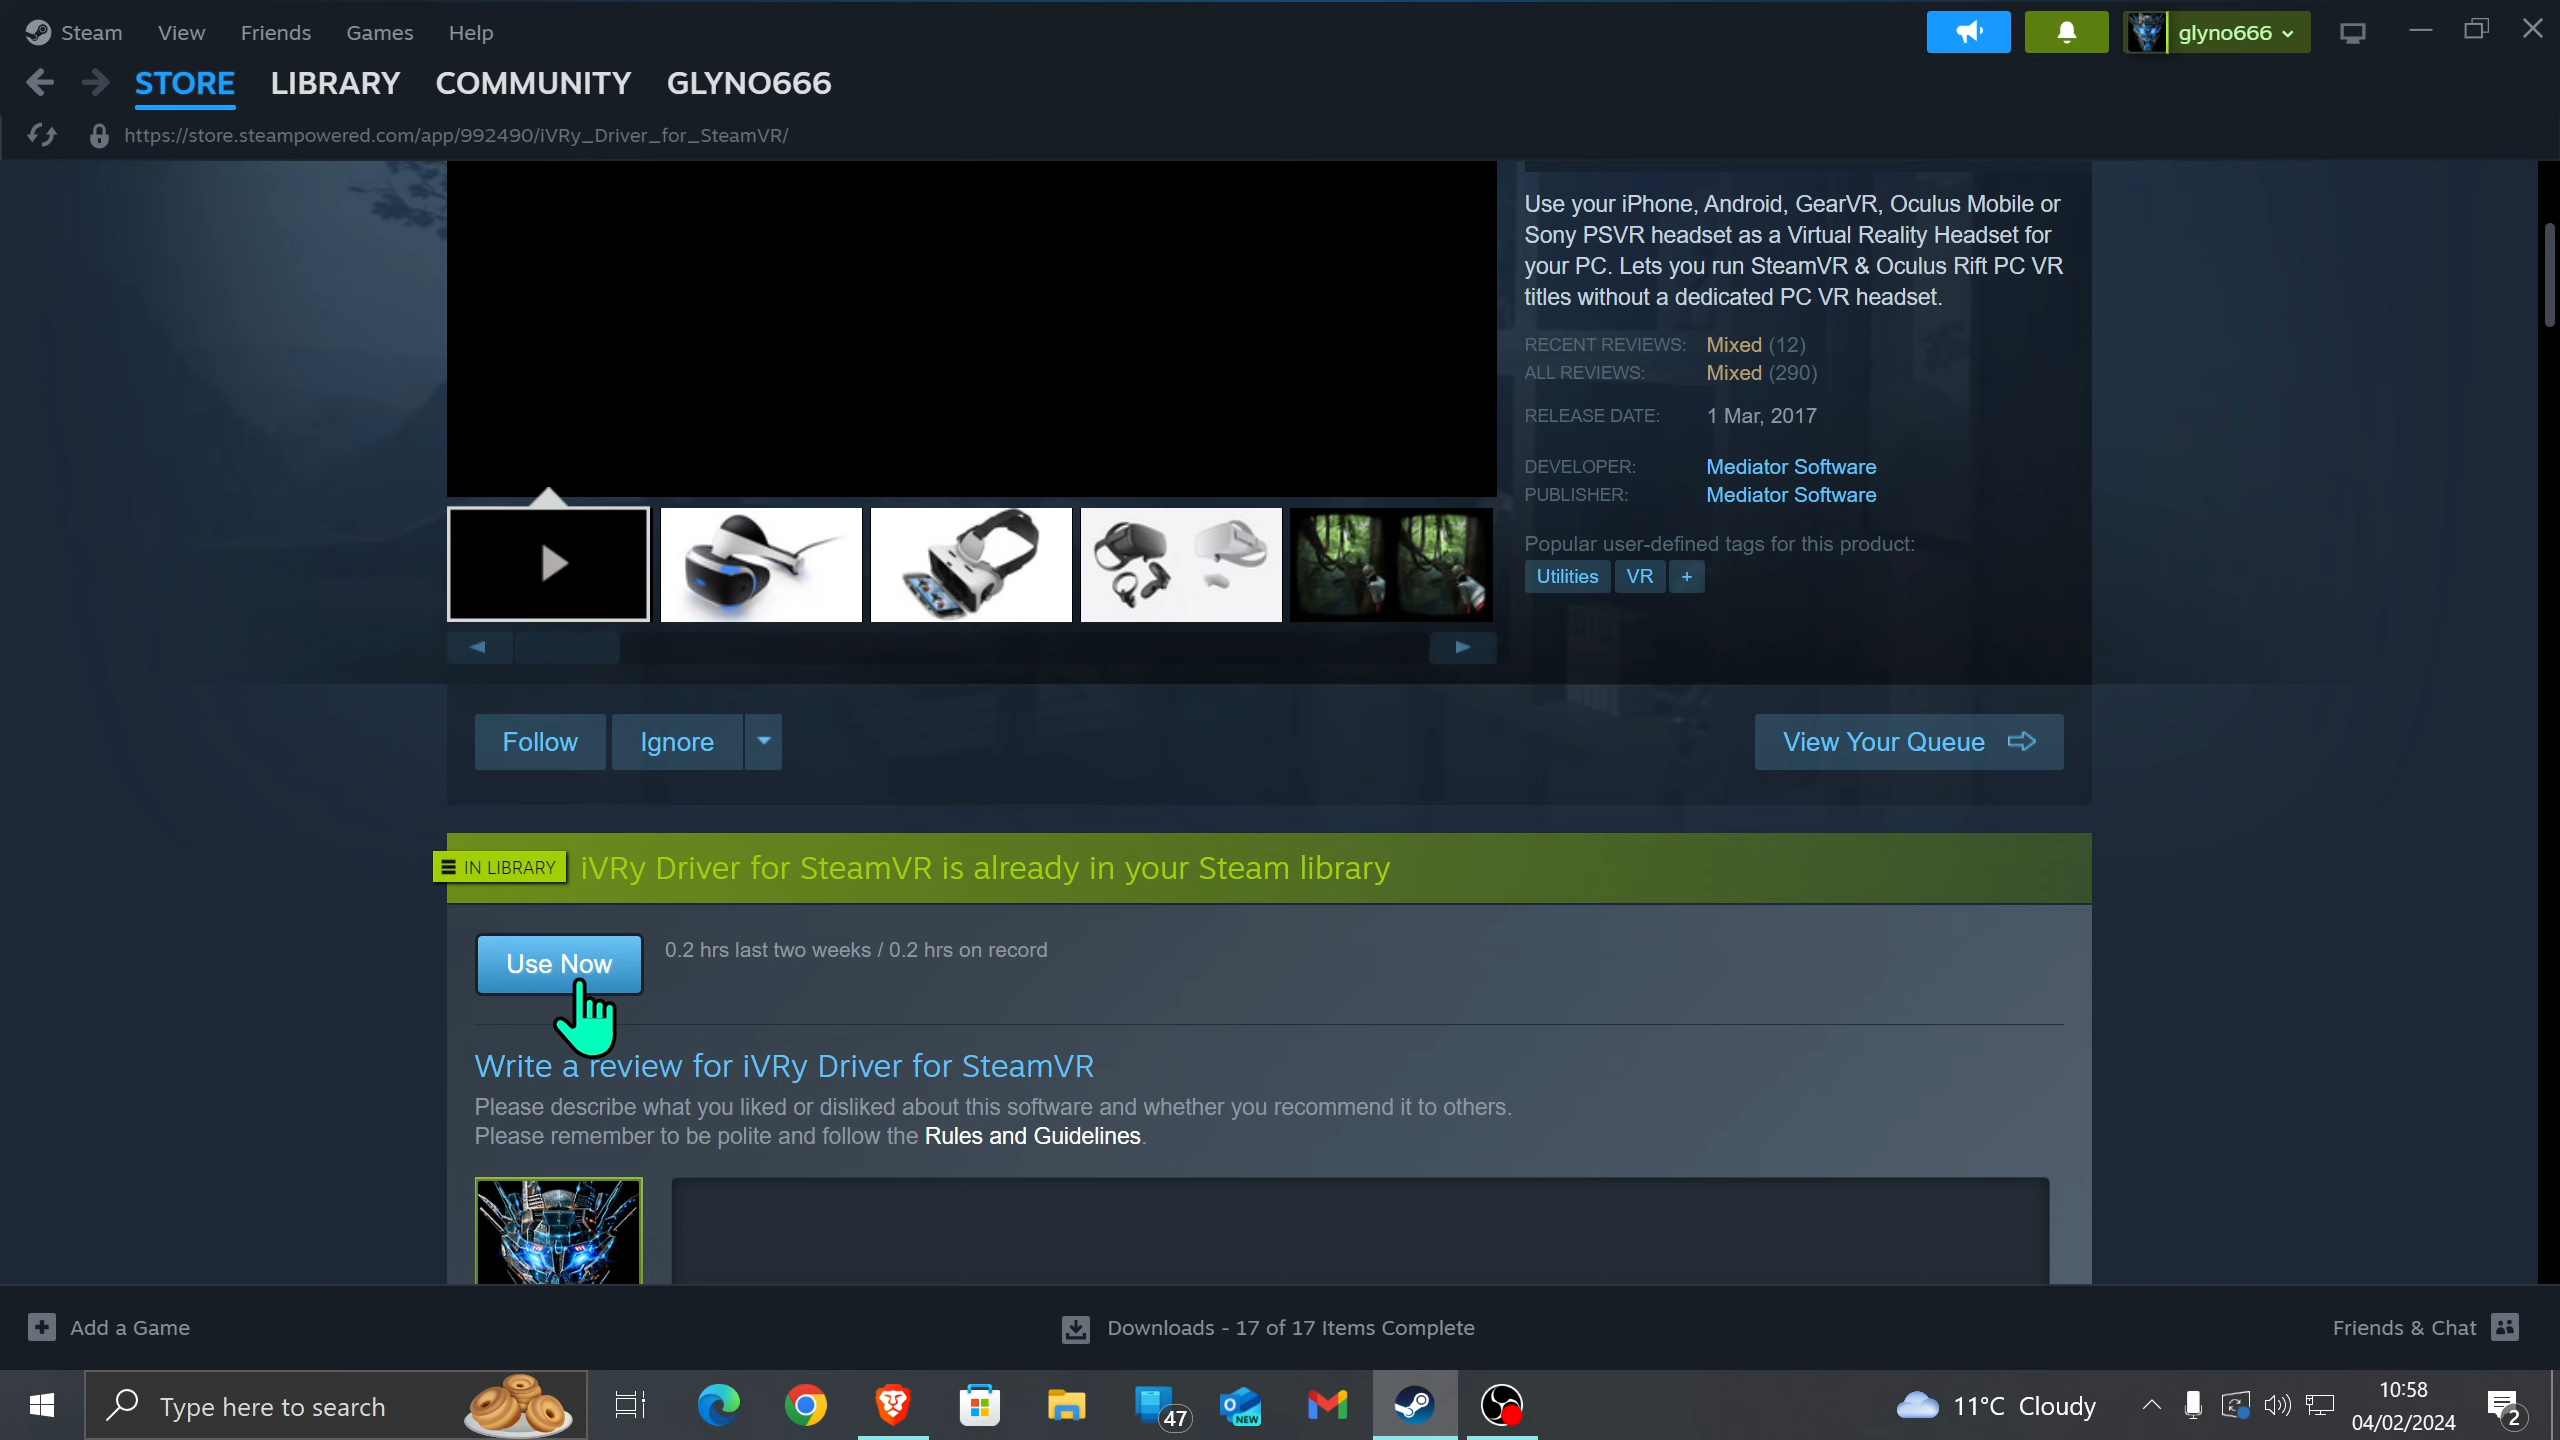 Steam View Friends Games Help
glyno666
STORE LIBRARY COMMUNITY GLYNO666
https://store.steampowered.com/app/992490/iVRy_Driver_for_SteamVR/
Use your iPhone, Android, GearVR, Oculus Mobile or
Sony PSVR headset as a Virtual Reality Headset for
your PC. Lets you run SteamVR & Oculus Rift PC VR
titles without a dedicated PC VR headset.
RECENT REVIEWS: Mixed (12)
ALL REVIEWS: Mixed (290)
RELEASE DATE: 1 Mar, 2017
DEVELOPER: Mediator Software
PUBLISHER: Mediator Software
Popular user-defined tags for this product:
Utilities VR +
Follow Ignore View Your Queue
IN LIBRARY iVRy Driver for SteamVR is already in your Steam library
Use Now 0.2 hrs last two weeks / 0.2 hrs on record
Write a review for iVRy Driver for SteamVR
Please describe what you liked or disliked about this software and whether you recommend it to others.
Please remember to be polite and follow the Rules and Guidelines.
Add a Game Downloads - 17 of 17 Items Complete Friends & Chat
Type here to search 47 NEW 11°C Cloudy 10:58
04/02/2024 2